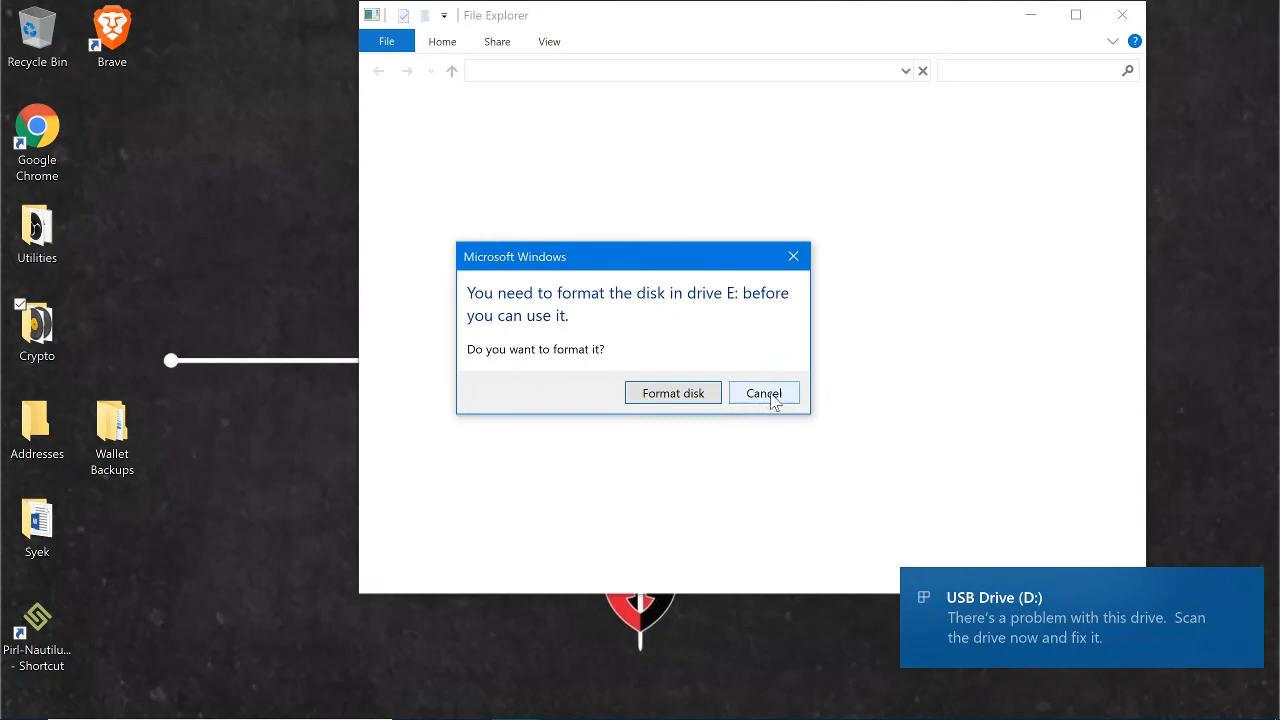 Recycle Bin
Brave
Google
Chrome
Utilities
Crypto
Addresses
Wallet
Backups
Syek
Pirl-Nautilu...
- Shortcut
File Explorer
File
Home
Share
View
?
Microsoft Windows
You need to format the disk in drive E: before
you can use it.
Do you want to format it?
Format disk
Cancel
USB Drive (D:)
There's a problem with this drive. Scan
the drive now and fix it.